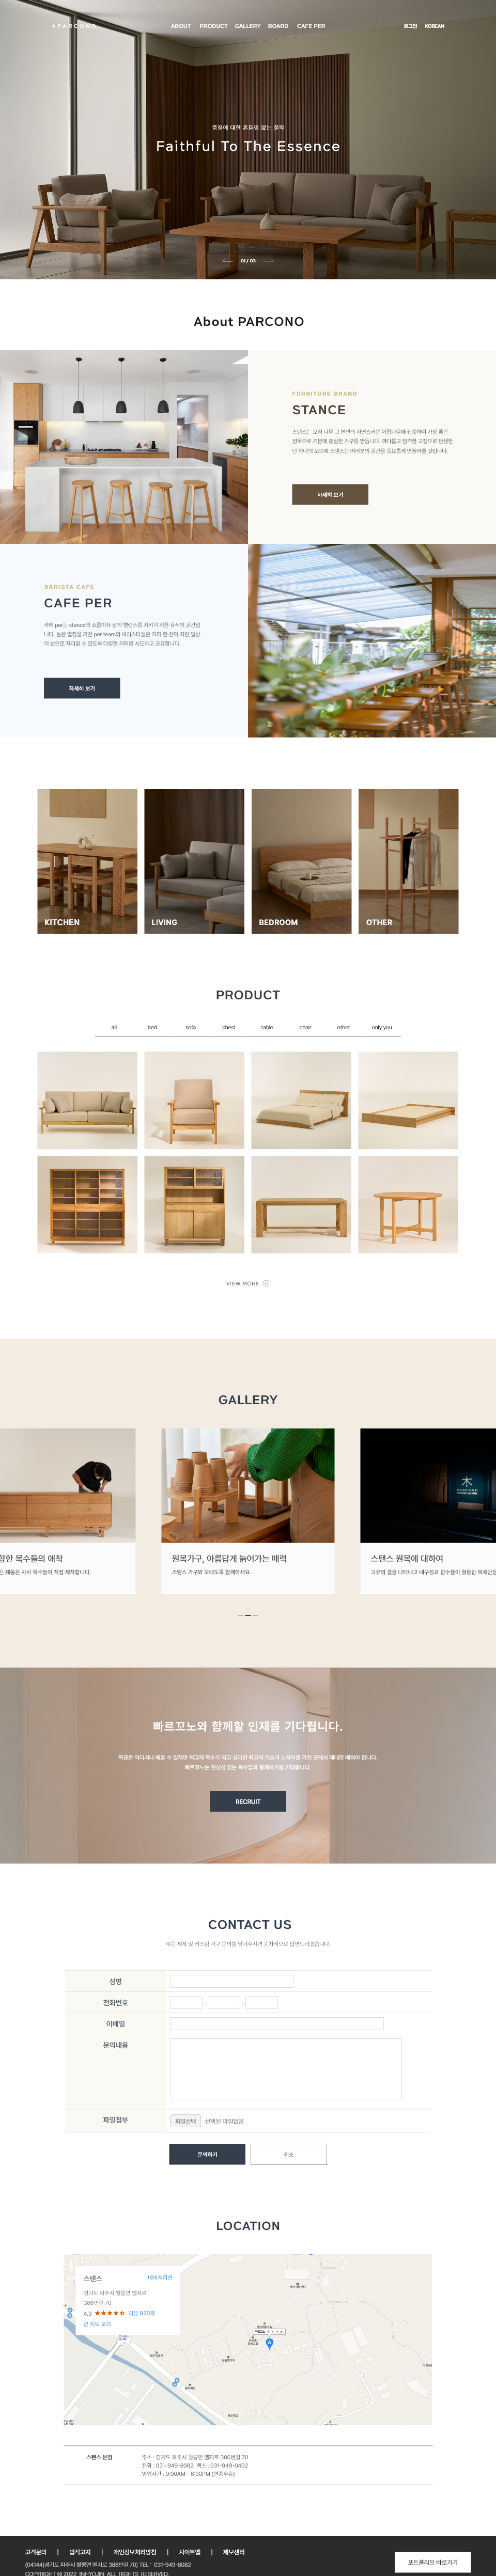 PARCONO
ABOUT PRODUCT GALLERY BOARD CAFE PER
로그인 KOREAN
품질에 대한 흔들림 없는 철학
Faithful To The Essence
01 / 03
About PARCONO
FURNITURE BRAND
STANCE
스탠스는 오직 나무 그 본연의 자연스러운 아름다움에 집중하여 가장 좋은
원목으로 기본에 충실한 가구를 만듭니다. 까다롭고 엄격한 고집으로 탄생한
단 하나의 오브제 스탠스는 여러분의 공간을 풍요롭게 만들어줄 것입니다.
자세히 보기
BARISTA CAFE
CAFE PER
카페 per는 stance의 소울이자 삶의 밸런스를 지키기 위한 휴식의 공간입
니다. 높은 열정을 가진 per team의 바리스타들은 커피 한 잔이 지친 일상
의 쉼으로 자리할 수 있도록 다양한 커피를 시도하고 공유합니다.
자세히 보기
KITCHEN
LIVING
BEDROOM
OTHER
PRODUCT
all bed sofa chest table chair other only you
VIEW MORE
GALLERY
향한 목수들의 애착
든 제품은 자사 목수들이 직접 제작합니다.
원목가구, 아름답게 늙어가는 매력
스탠스 가구와 오래도록 함께하세요.
木
PARCONO
스탠스 원목에 대하여
고유의 결을 나타내고 내구성과 함수율이 월등한 목재만을
빠르꼬노와 함께할 인재를 기다립니다.
목공은 어디서나 배울 수 있지만 최고의 목수가 되고 싶다면 최고의 기술과 노하우를 가진 곳에서 제대로 배워야 합니다.
빠르꼬노는 진정성 있는 목수들과 함께하기를 기대합니다.
RECRUIT
CONTACT US
주문 제작 및 커스텀 가구 문의를 남겨주시면 순차적으로 답변드리겠습니다.
성명
전화번호
- -
이메일
문의내용
파일첨부
파일선택 선택된 파일없음
문의하기
취소
LOCATION
스탠스
네비게이션
경기도 파주시 월롱면 엘지로
386번길 70
4.3 리뷰 920개
큰 지도 보기
스탠스 본점
주소 : 경기도 파주시 월롱면 엘지로 386번길 70
전화 : 031-949-8082 팩스 : 031-949-0402
영업시간 : 9:00AM - 6:00PM (연중무휴)
고객문의 | 법적고지 | 개인정보처리방침 | 사이트맵 | 제보센터
(04144)경기도 파주시 월롱면 엘지로 386번길 70) TEL : 031-949-8082
COPYRIGHT @ 2022 INHYOJIN ALL RIGHTS RESERVED.
포트폴리오 바로가기